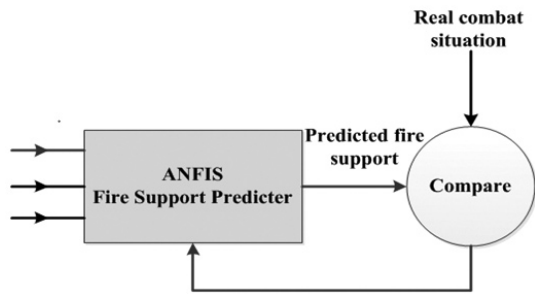 Real combat
situation
Predicted fire
support
ANFIS
Fire Support Predicter
Compare